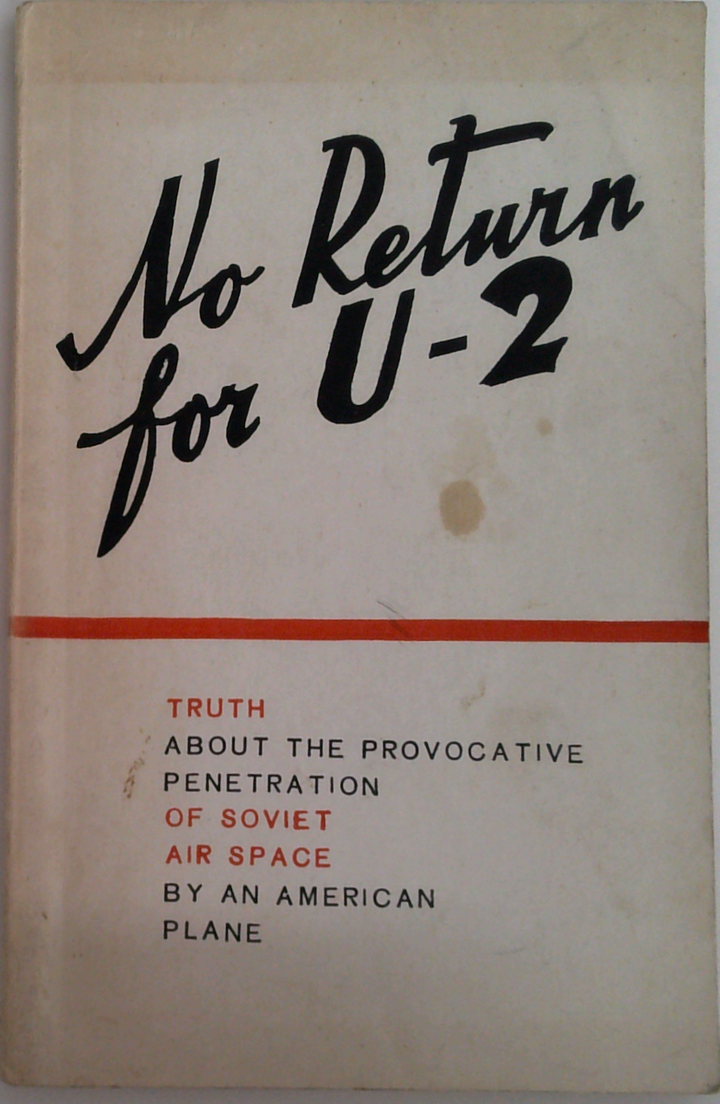 No Return
for U-2
TRUTH
ABOUT THE PROVOCATIVE
PENETRATION
OF SOVIET
AIR SPACE
BY AN AMERICAN
PLANE